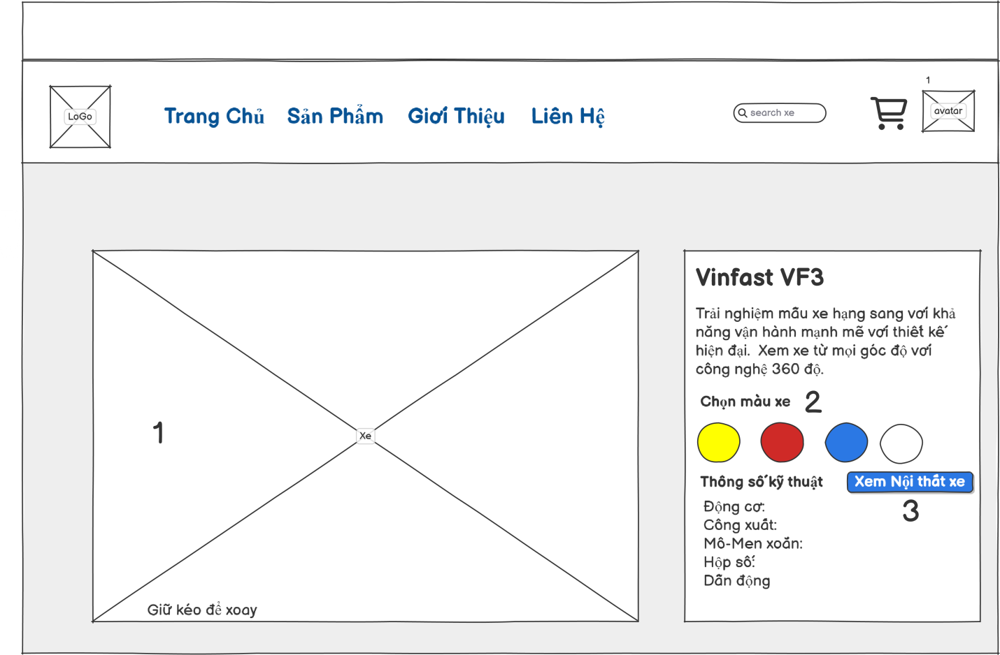 1
LoGo
Trang Chủ Sản Phẩm Giới Thiệu Liên Hệ
search xe
avatar
Vinfast VF3
Trải nghiệm mẫu xe hạng sang với khả
năng vận hành mạnh mẽ với thiết kế
hiện đại. Xem xe từ mọi góc độ với
công nghệ 360 độ.
Chọn màu xe 2
1
Xe
Thông số kỹ thuật
Xem Nội thất xe
3
Động cơ:
Công xuất:
Mô-Men xoắn:
Hộp số:
Dẫn động
Giữ kéo để xoay